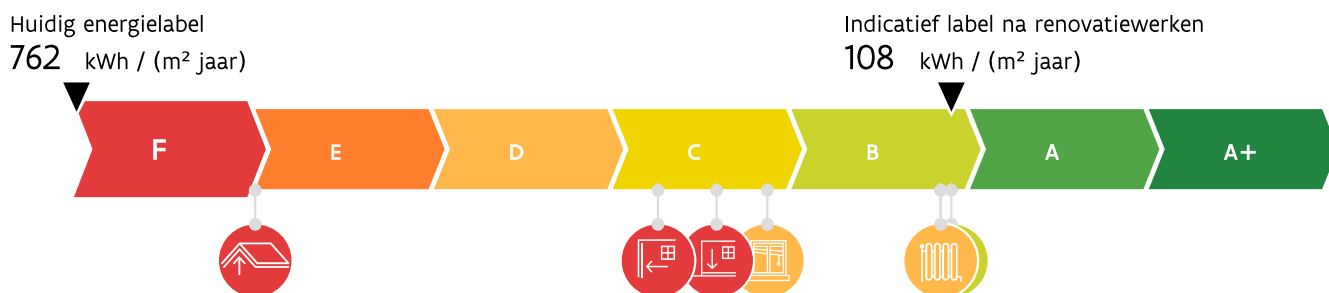 Huidig energielabel
762 kWh / (m² jaar)
Indicatief label na renovatiewerken
108 kWh / (m² jaar)
F E D C B A A+